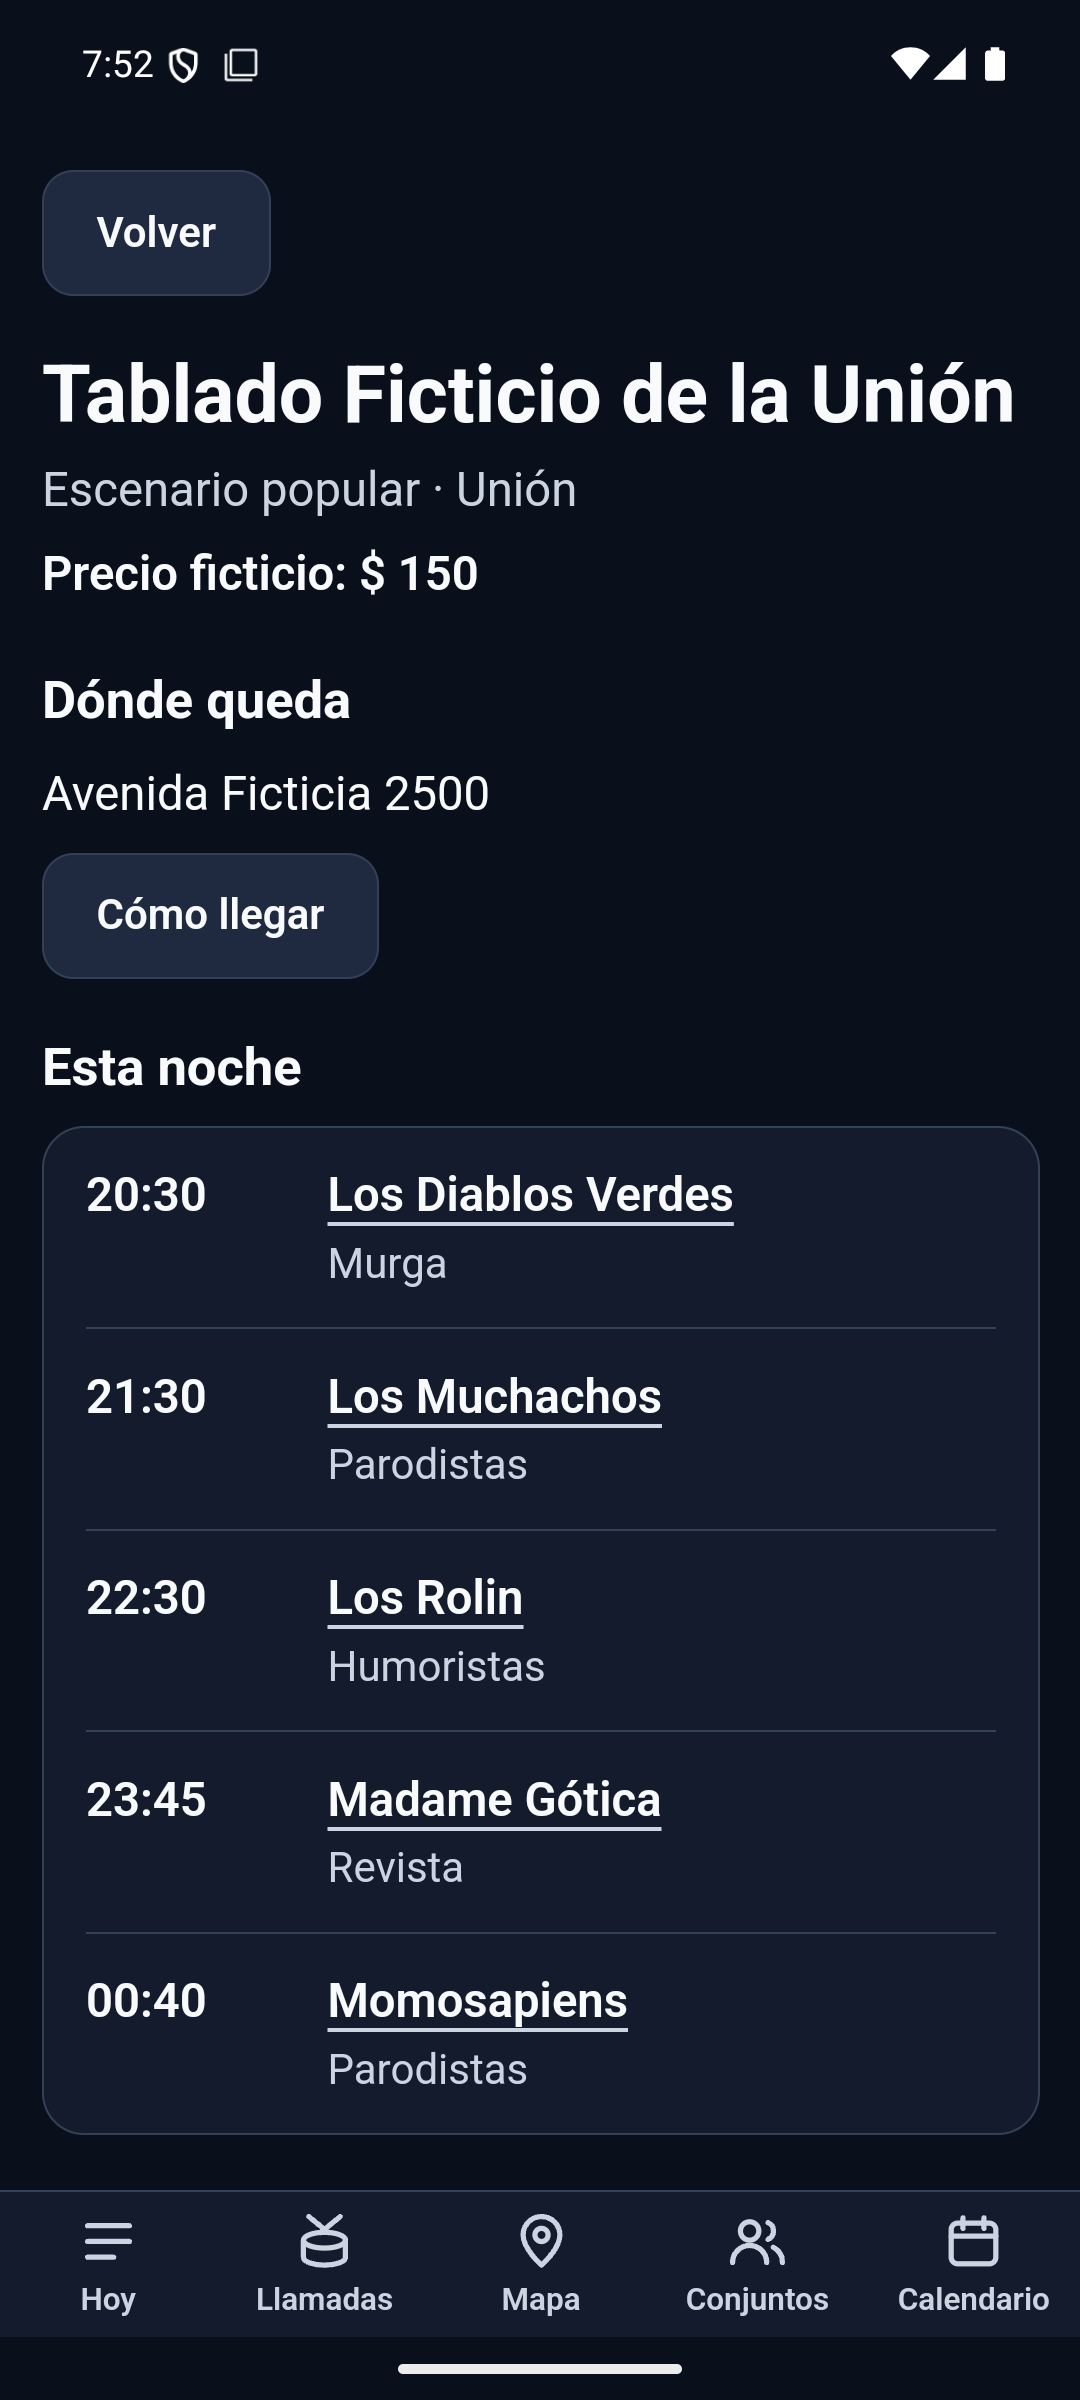 7:52
Volver
Tablado Ficticio de la Unión
Escenario popular · Unión
Precio ficticio: $ 150
Dónde queda
Avenida Ficticia 2500
Cómo llegar
Esta noche
20:30 Los Diablos Verdes
Murga
21:30 Los Muchachos
Parodistas
22:30 Los Rolin
Humoristas
23:45 Madame Gótica
Revista
00:40 Momosapiens
Parodistas
Hoy Llamadas Mapa Conjuntos Calendario